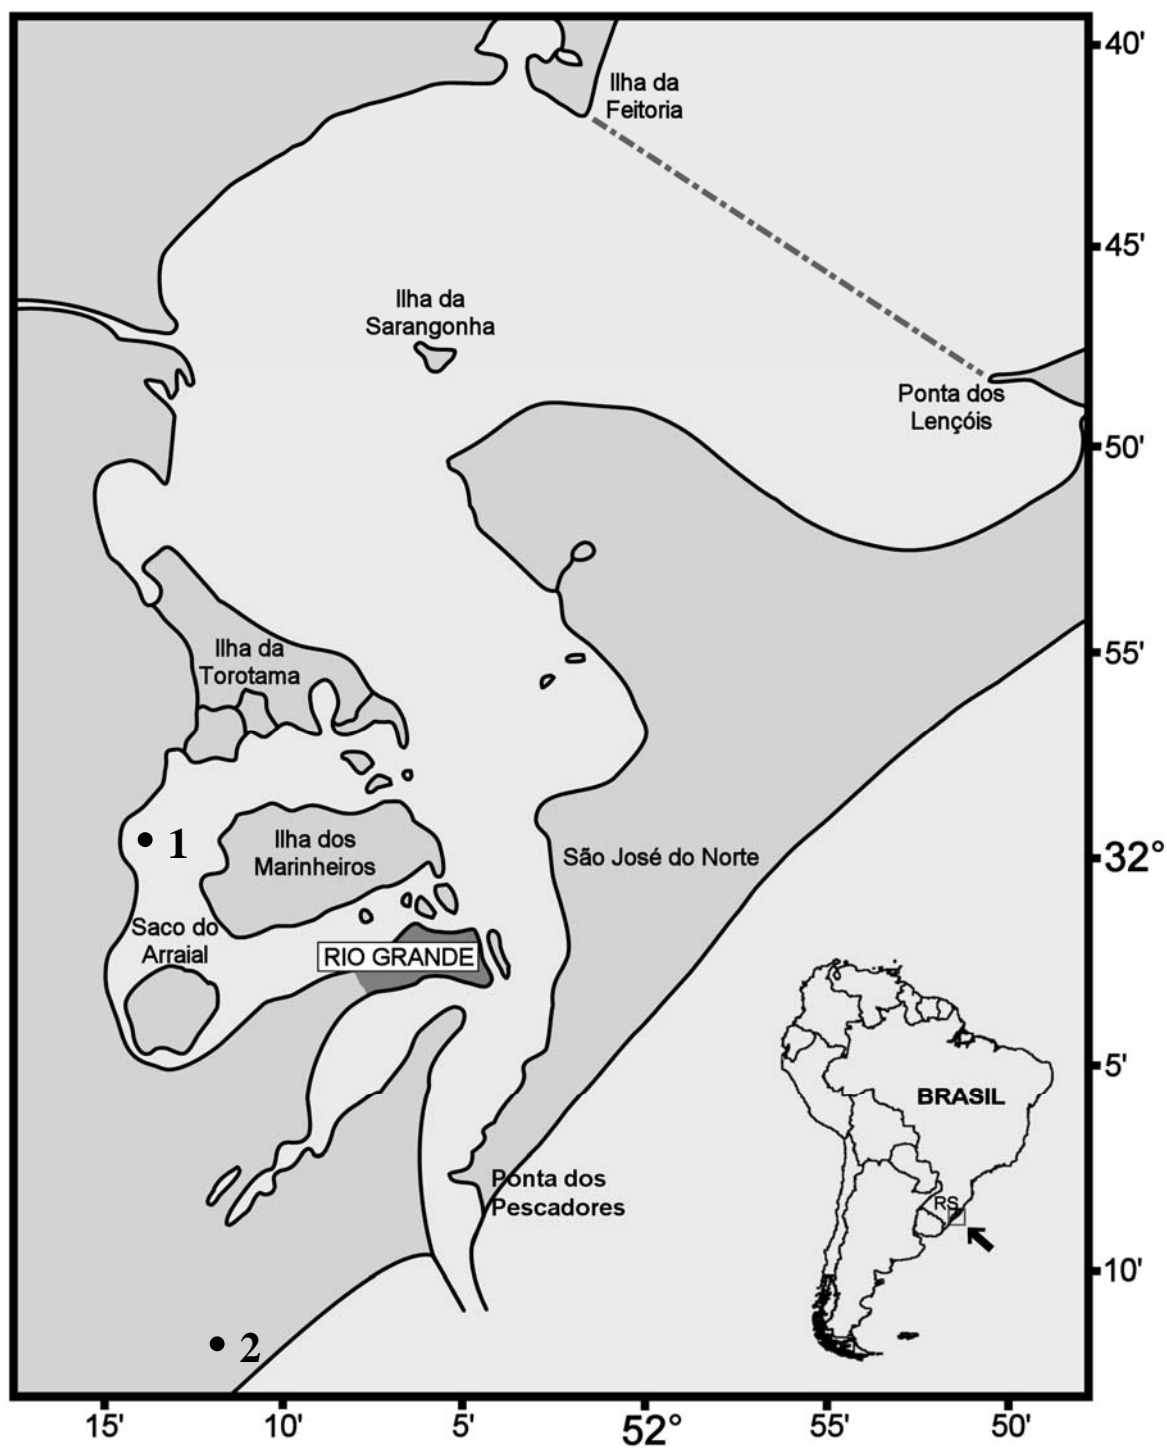 40'
Ilha da
Feitoria
45'
Ilha da
Sarangonha
Ponta dos
Lençóis
50'
Ilha da
Torotama
55'
1
Ilha dos
Marinheiros
São José do Norte
32°
Saco do
Arraial
RIO GRANDE
5'
BRASIL
Ponta dos
Pescadores
RS
10'
2
15'
10'
5'
52°
55'
50'